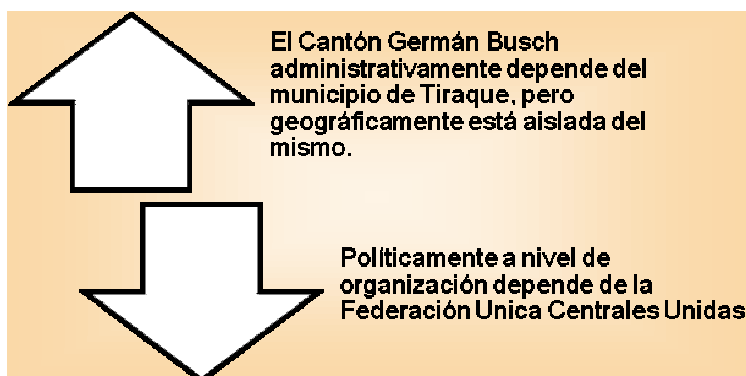 El Cantón Germán Busch
administrativamente depende del
municipio de Tiraque, pero
geográficamente está aislada del
mismo.
Políticamente a nivel de
organización depende de la
Federación Unica Centrales Unidas